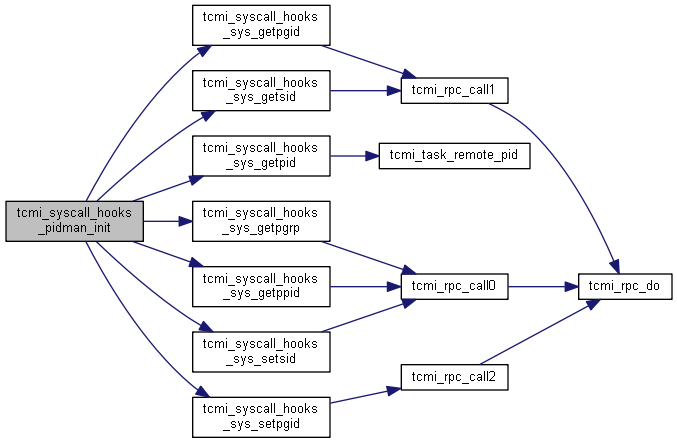 tcmi_syscall_hooks
_sys_getpgid
tcmi_syscall_hooks
_sys_getsid
tcmi_rpc_call1
tcmi_syscall_hooks
_sys_getpid
tcmi_task_remote_pid
tcmi_syscall_hooks
_pidman_init
tcmi_syscall_hooks
_sys_getpgrp
tcmi_syscall_hooks
_sys_getppid
tcmi_rpc_call0
tcmi_rpc_do
tcmi_syscall_hooks
_sys_setsid
tcmi_rpc_call2
tcmi_syscall_hooks
_sys_setpgid